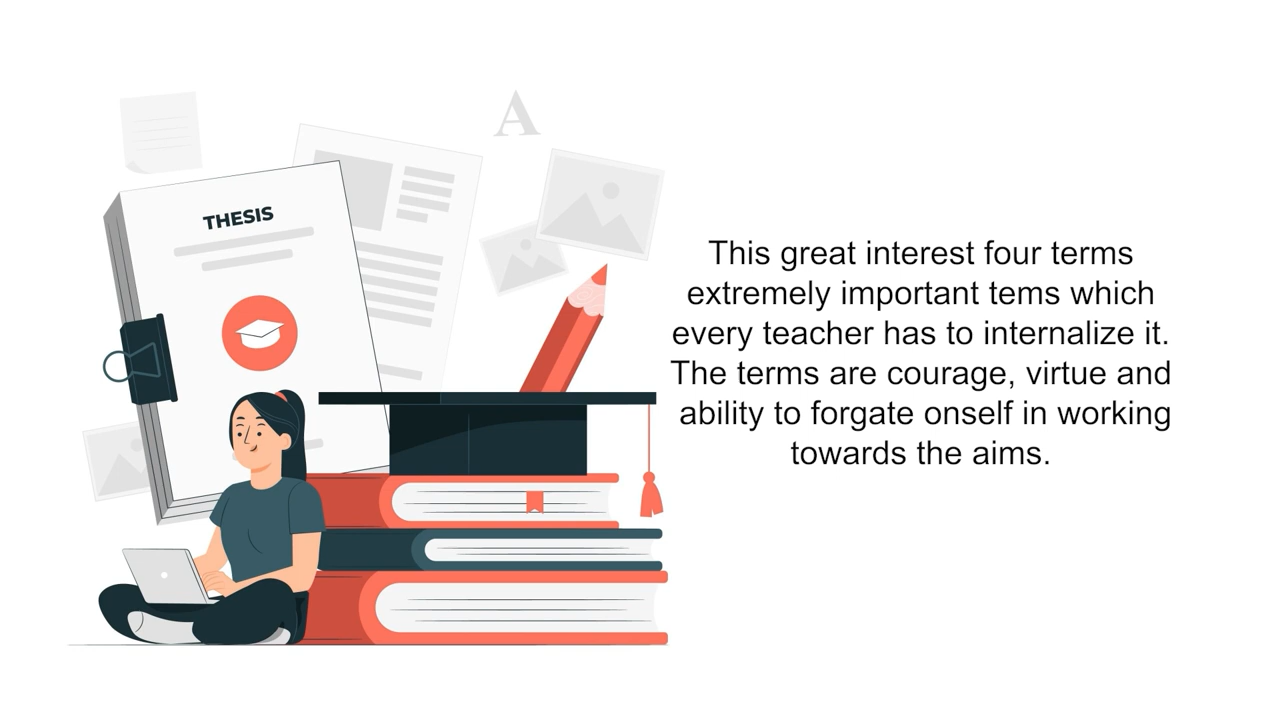 THESIS
A
This great interest four terms
extremely important tems which
every teacher has to internalize it.
The terms are courage, virtue and
ability to forgate onself in working
towards the aims.